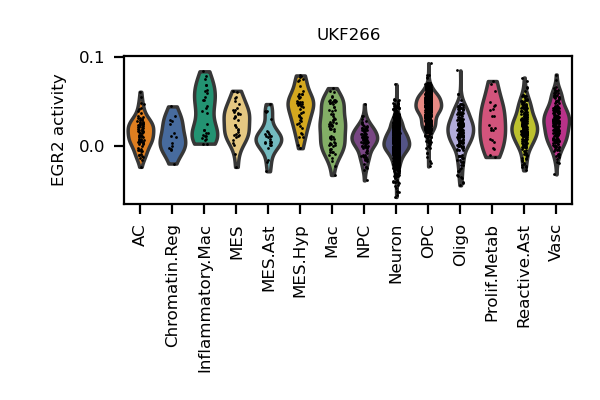 UKF266
EGR2 activity
0.1
0.0
AC
Chromatin.Reg
Inflammatory.Mac
MES
MES.Ast
MES.Hyp
Mac
NPC
Neuron
OPC
Oligo
Prolif.Metab
Reactive.Ast
Vasc